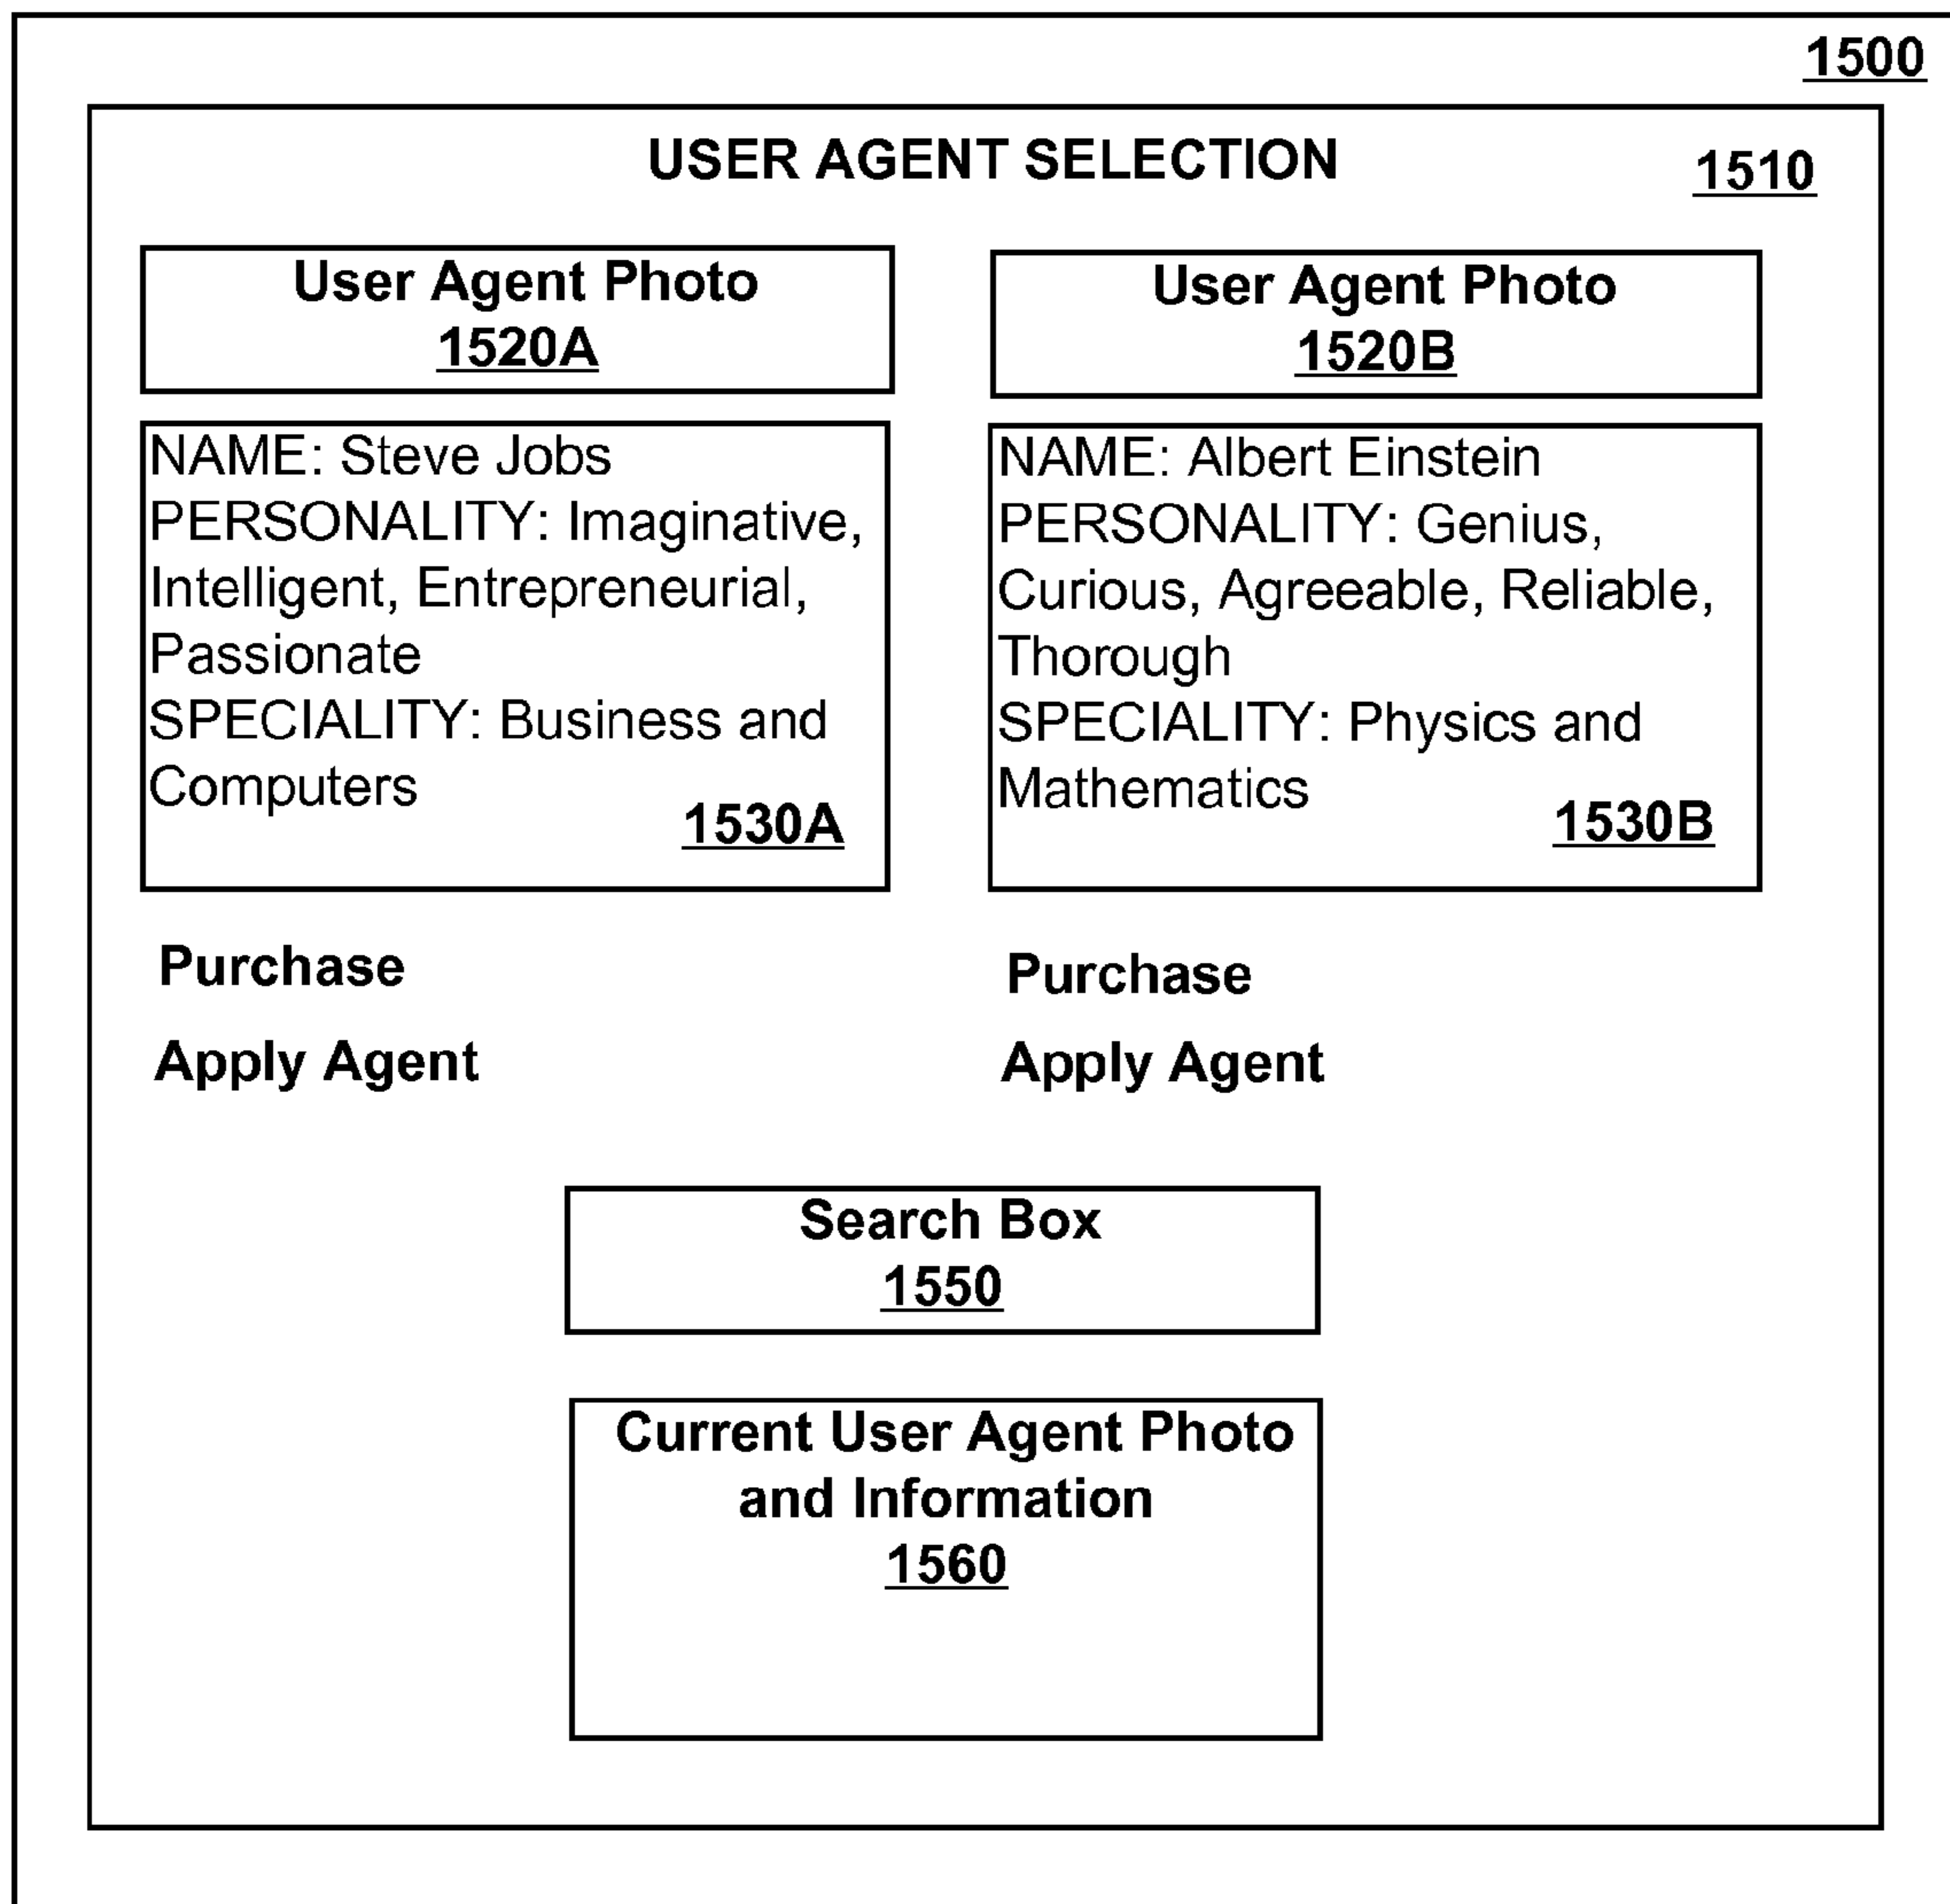 1500
USER AGENT SELECTION
1510
User Agent Photo
1520A
User Agent Photo
1520B
NAME: Steve Jobs
PERSONALITY: Imaginative,
Intelligent, Entrepreneurial,
Passionate
SPECIALITY: Business and
Computers
1530A
NAME: Albert Einstein
PERSONALITY: Genius,
Curious, Agreeable, Reliable,
Thorough
SPECIALITY: Physics and
Mathematics
1530B
Purchase
Apply Agent
Purchase
Apply Agent
Search Box
1550
Current User Agent Photo
and Information
1560